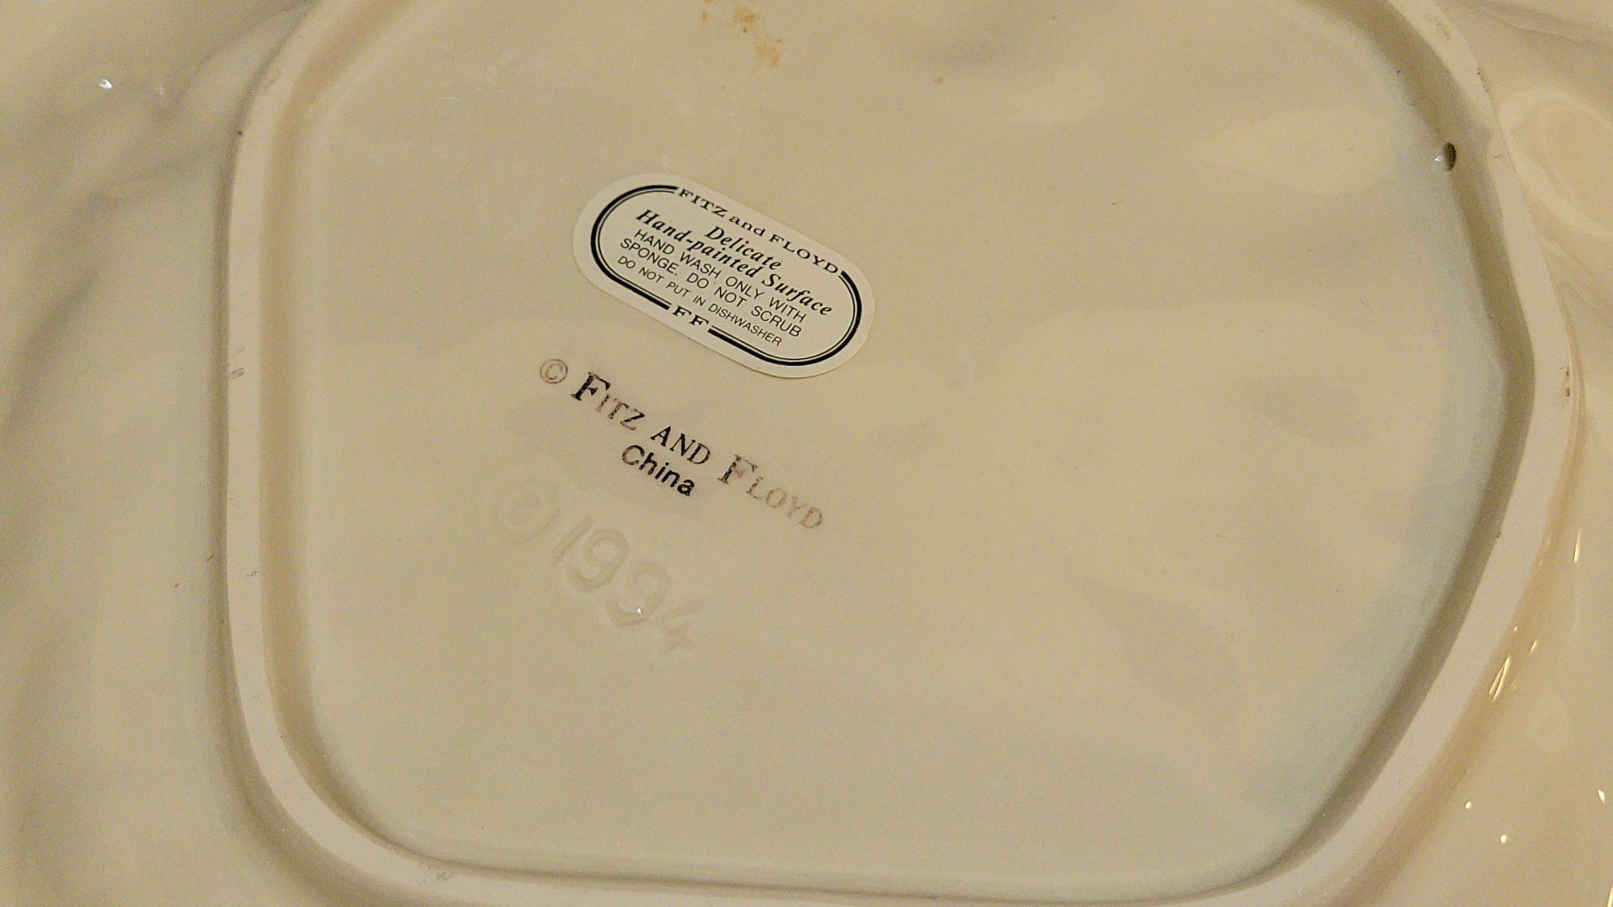 FITZ and FLOYD
Delicate
Hand-painted Surface
HAND WASH ONLY WITH
SPONGE. DO NOT SCRUB
DO NOT PUT IN DISHWASHER
FF
© FITZ AND FLOYD
China
© 1994